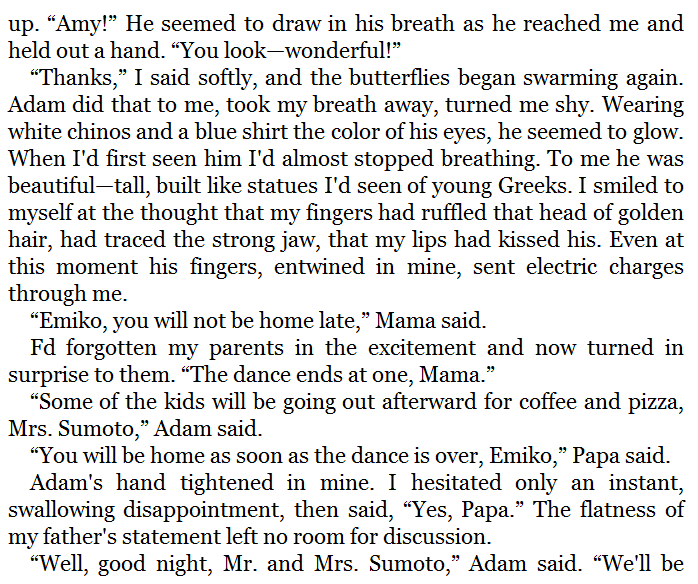 up. “Amy!” He seemed to draw in his breath as he reached me and
held out a hand. “You look—wonderful!”
“Thanks,” I said softly, and the butterflies began swarming again.
Adam did that to me, took my breath away, turned me shy. Wearing
white chinos and a blue shirt the color of his eyes, he seemed to glow.
When I'd first seen him I'd almost stopped breathing. To me he was
beautiful—tall, built like statues I'd seen of young Greeks. I smiled to
myself at the thought that my fingers had ruffled that head of golden
hair, had traced the strong jaw, that my lips had kissed his. Even at
this moment his fingers, entwined in mine, sent electric charges
through me.
“Emiko, you will not be home late,” Mama said.
Fd forgotten my parents in the excitement and now turned in
surprise to them. “The dance ends at one, Mama.”
“Some of the kids will be going out afterward for coffee and pizza,
Mrs. Sumoto,” Adam said.
“You will be home as soon as the dance is over, Emiko,” Papa said.
Adam's hand tightened in mine. I hesitated only an instant,
swallowing disappointment, then said, “Yes, Papa.” The flatness of
my father's statement left no room for discussion.
“Well, good night, Mr. and Mrs. Sumoto,” Adam said. “We'll be